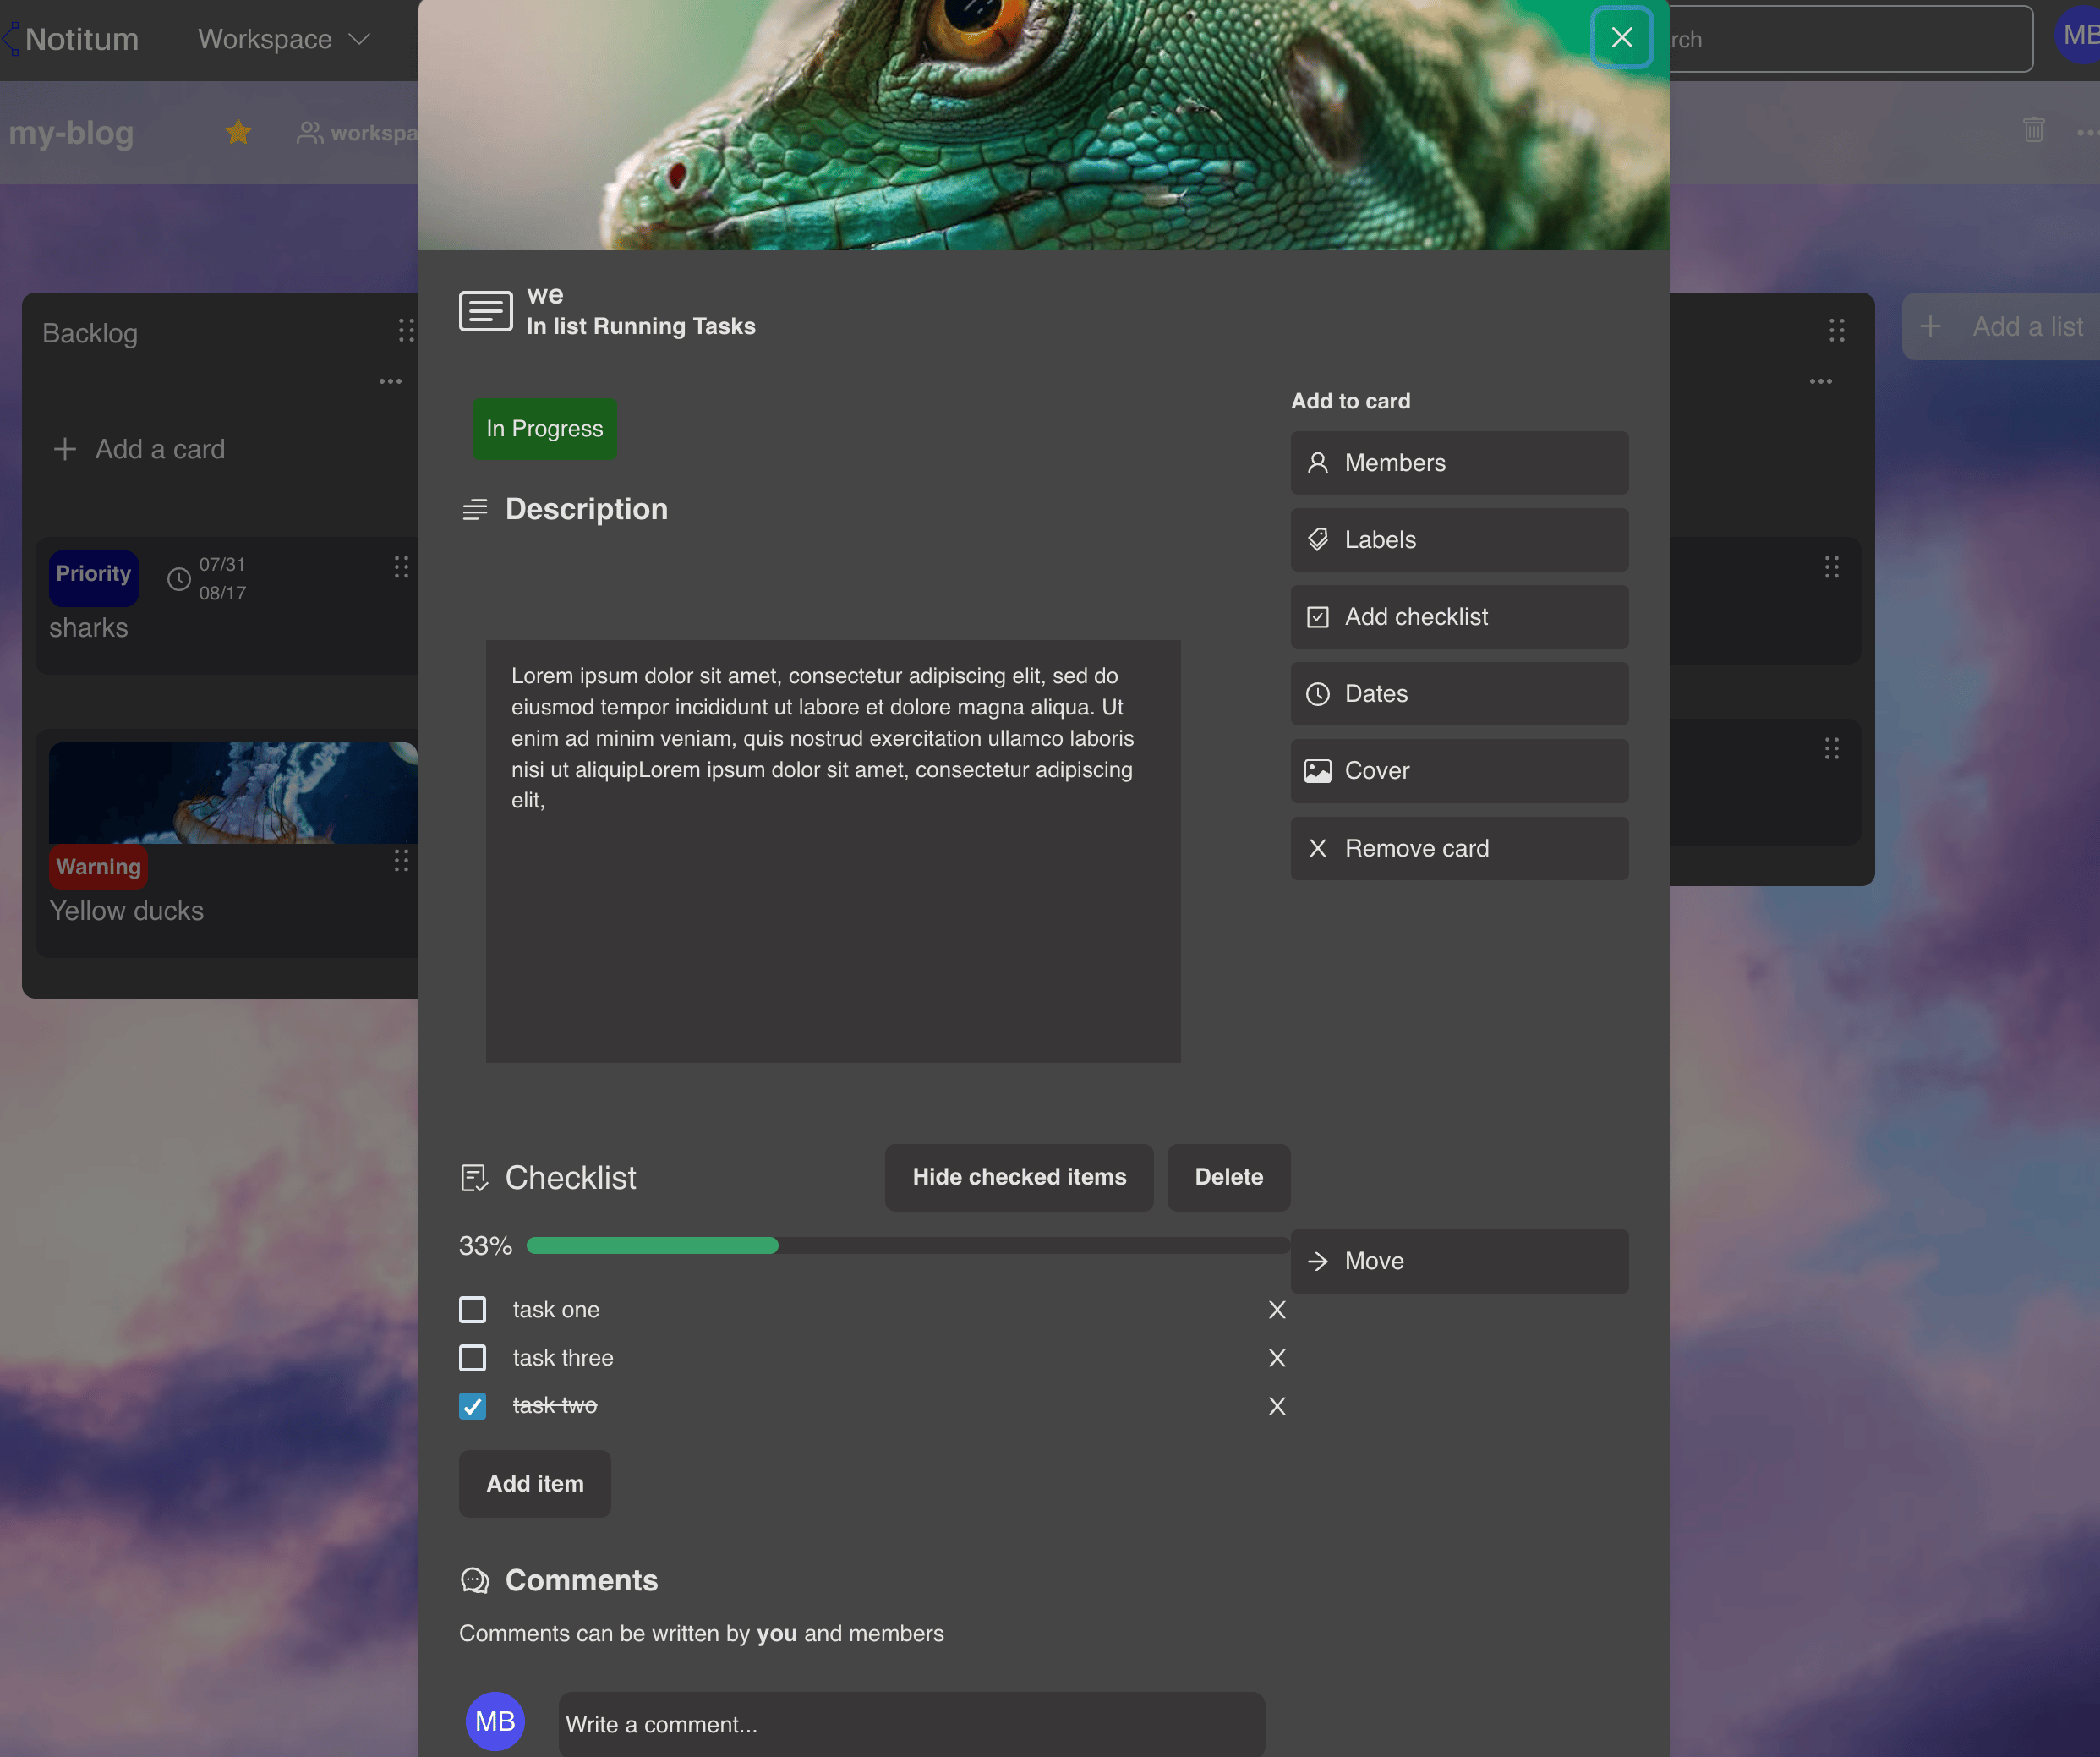 Notitum
Workspace
rch
MB
my-blog
workspa
Backlog
Add a card
Priority
07/31
08/17
sharks
Warning
Yellow ducks
we
In list Running Tasks
In Progress
Description
Lorem ipsum dolor sit amet, consectetur adipiscing elit, sed do
eiusmod tempor incididunt ut labore et dolore magna aliqua. Ut
enim ad minim veniam, quis nostrud exercitation ullamco laboris
nisi ut aliquipLorem ipsum dolor sit amet, consectetur adipiscing
elit,
Add to card
Members
Labels
Add checklist
Dates
Cover
Remove card
Checklist
Hide checked items
Delete
33%
Move
task one
task three
task two
Add item
Comments
Comments can be written by you and members
MB
Write a comment...
Add a list